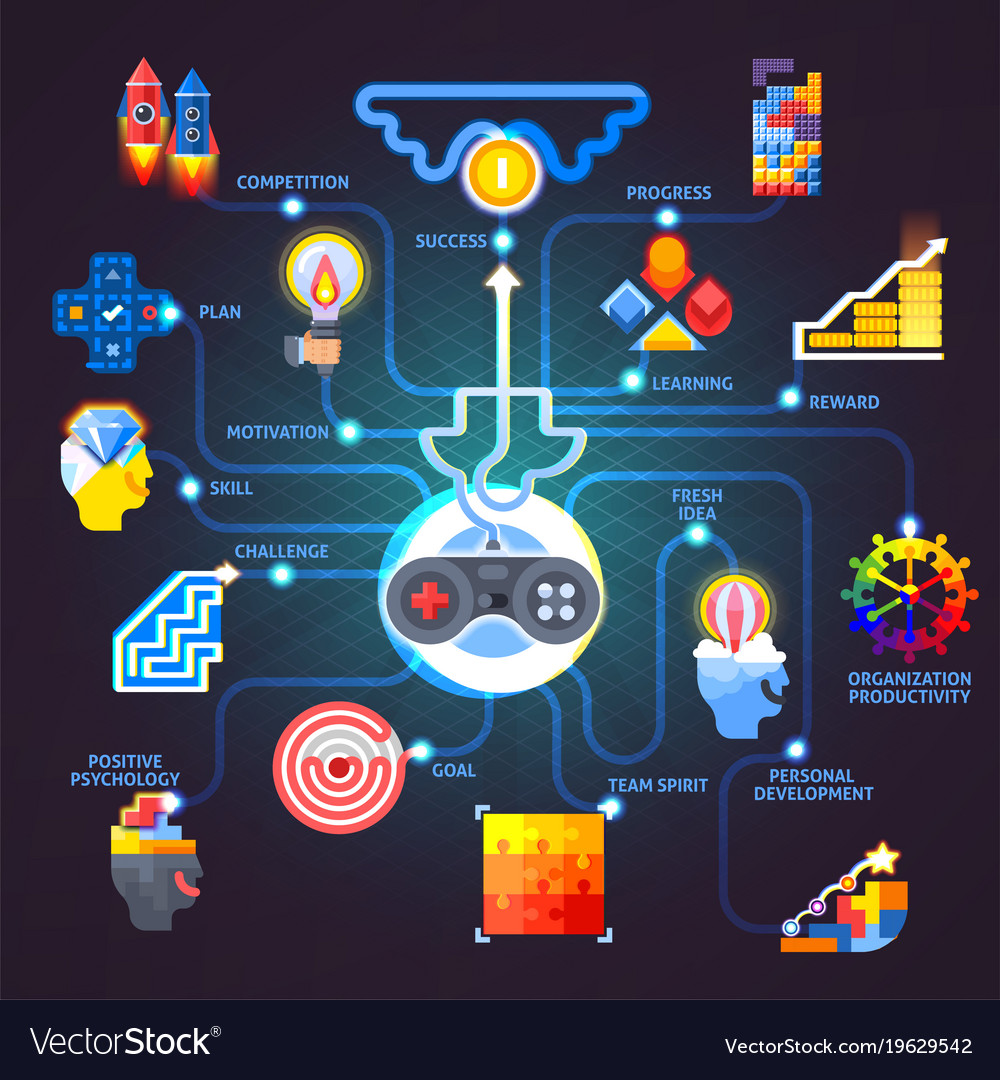 COMPETITION
PROGRESS
SUCCESS
PLAN
LEARNING
REWARD
MOTIVATION
SKILL
FRESH
IDEA
CHALLENGE
ORGANIZATION
PRODUCTIVITY
POSITIVE
PSYCHOLOGY
GOAL
TEAM SPIRIT
PERSONAL
DEVELOPMENT
VectorStock®
VectorStock.com/19629542